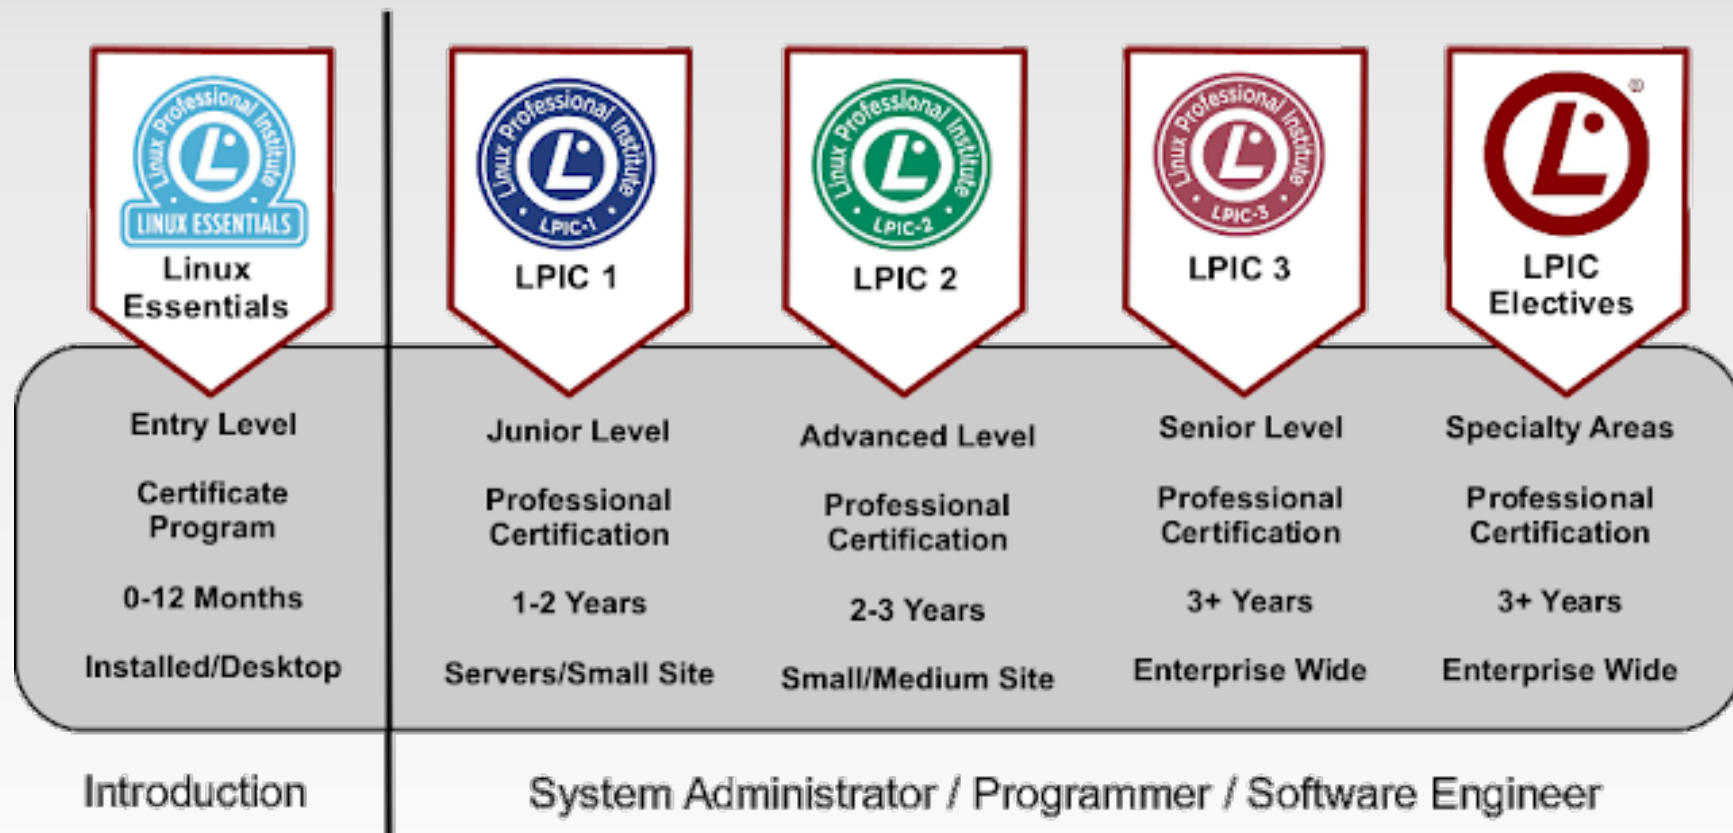 Linux Professional Institute
LINUX ESSENTIALS
Linux
Essentials
Entry Level
Certificate
Program
0-12 Months
Installed/Desktop
Linux Professional Institute
LPIC-1
LPIC 1
Junior Level
Professional
Certification
1-2 Years
Servers/Small Site
Linux Professional Institute
LPIC-2
LPIC 2
Advanced Level
Professional
Certification
2-3 Years
Small/Medium Site
Linux Professional Institute
LPIC-3
LPIC 3
Senior Level
Professional
Certification
3+ Years
Enterprise Wide
L
®
LPIC
Electives
Specialty Areas
Professional
Certification
3+ Years
Enterprise Wide
Introduction
System Administrator / Programmer / Software Engineer